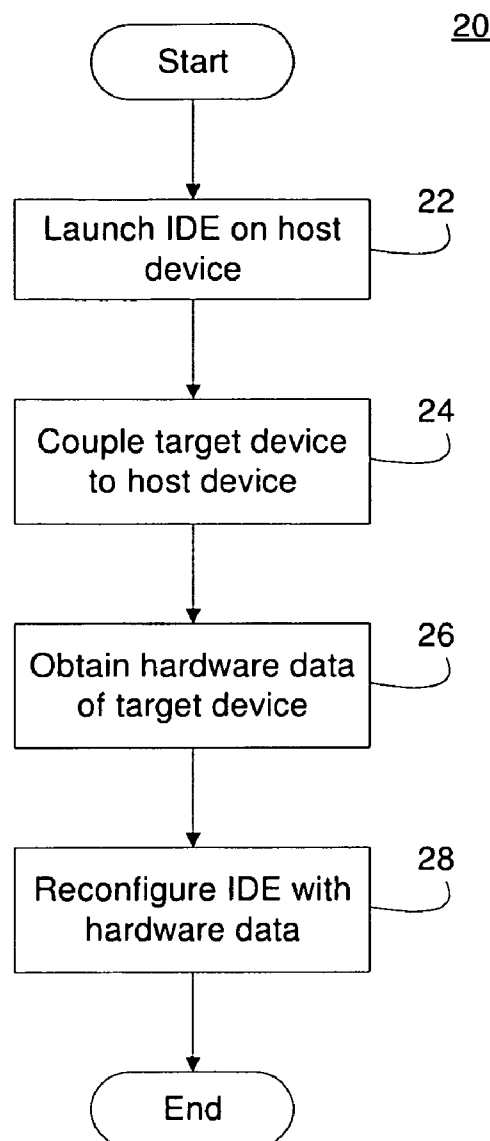 20
Start
22
Launch IDE on host
device
24
Couple target device
to host device
26
Obtain hardware data
of target device
28
Reconfigure IDE with
hardware data
End